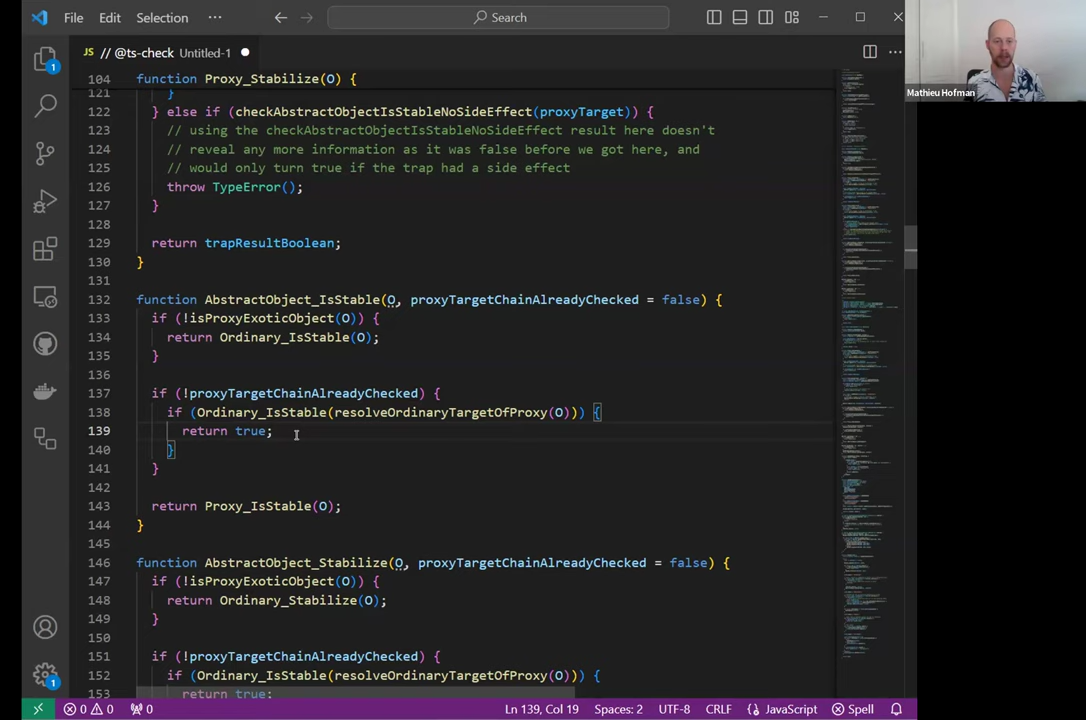 File Edit Selection ··· Search
JS // @ts-check Untitled-1
Mathieu Hofman
104 function Proxy_Stabilize(O) {
121 }
122 } else if (checkAbstractObjectIsStableNoSideEffect(proxyTarget)) {
123 // using the checkAbstractObjectIsStableNoSideEffect result here doesn't
124 // reveal any more information as it was false before we got here, and
125 // would only turn true if the trap had a side effect
126 throw TypeError();
127 }
128
129 return trapResultBoolean;
130 }
131
132 function AbstractObject_IsStable(O, proxyTargetChainAlreadyChecked = false) {
133 if (!isProxyExoticObject(O)) {
134 return Ordinary_IsStable(O);
135 }
136
137 if (!proxyTargetChainAlreadyChecked) {
138 if (Ordinary_IsStable(resolveOrdinaryTargetOfProxy(O))) {
139 return true;
140 }
141 }
142
143 return Proxy_IsStable(O);
144 }
145
146 function AbstractObject_Stabilize(O, proxyTargetChainAlreadyChecked = false) {
147 if (!isProxyExoticObject(O)) {
148 return Ordinary_Stabilize(O);
149 }
150
151 if (!proxyTargetChainAlreadyChecked) {
152 if (Ordinary_IsStable(resolveOrdinaryTargetOfProxy(O))) {
153 return true;
1
1
0 0 0 Ln 139, Col 19 Spaces: 2 UTF-8 CRLF {} JavaScript Spell